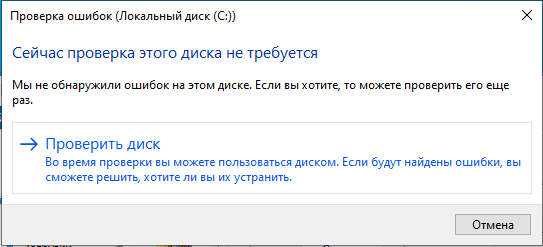 Проверка ошибок (Локальный диск (C:))
Сейчас проверка этого диска не требуется
Мы не обнаружили ошибок на этом диске. Если вы хотите, то можете проверить его еще
раз.
Проверить диск
Во время проверки вы можете пользоваться диском. Если будут найдены ошибки, вы
сможете решить, хотите ли вы их устранить.
Отмена